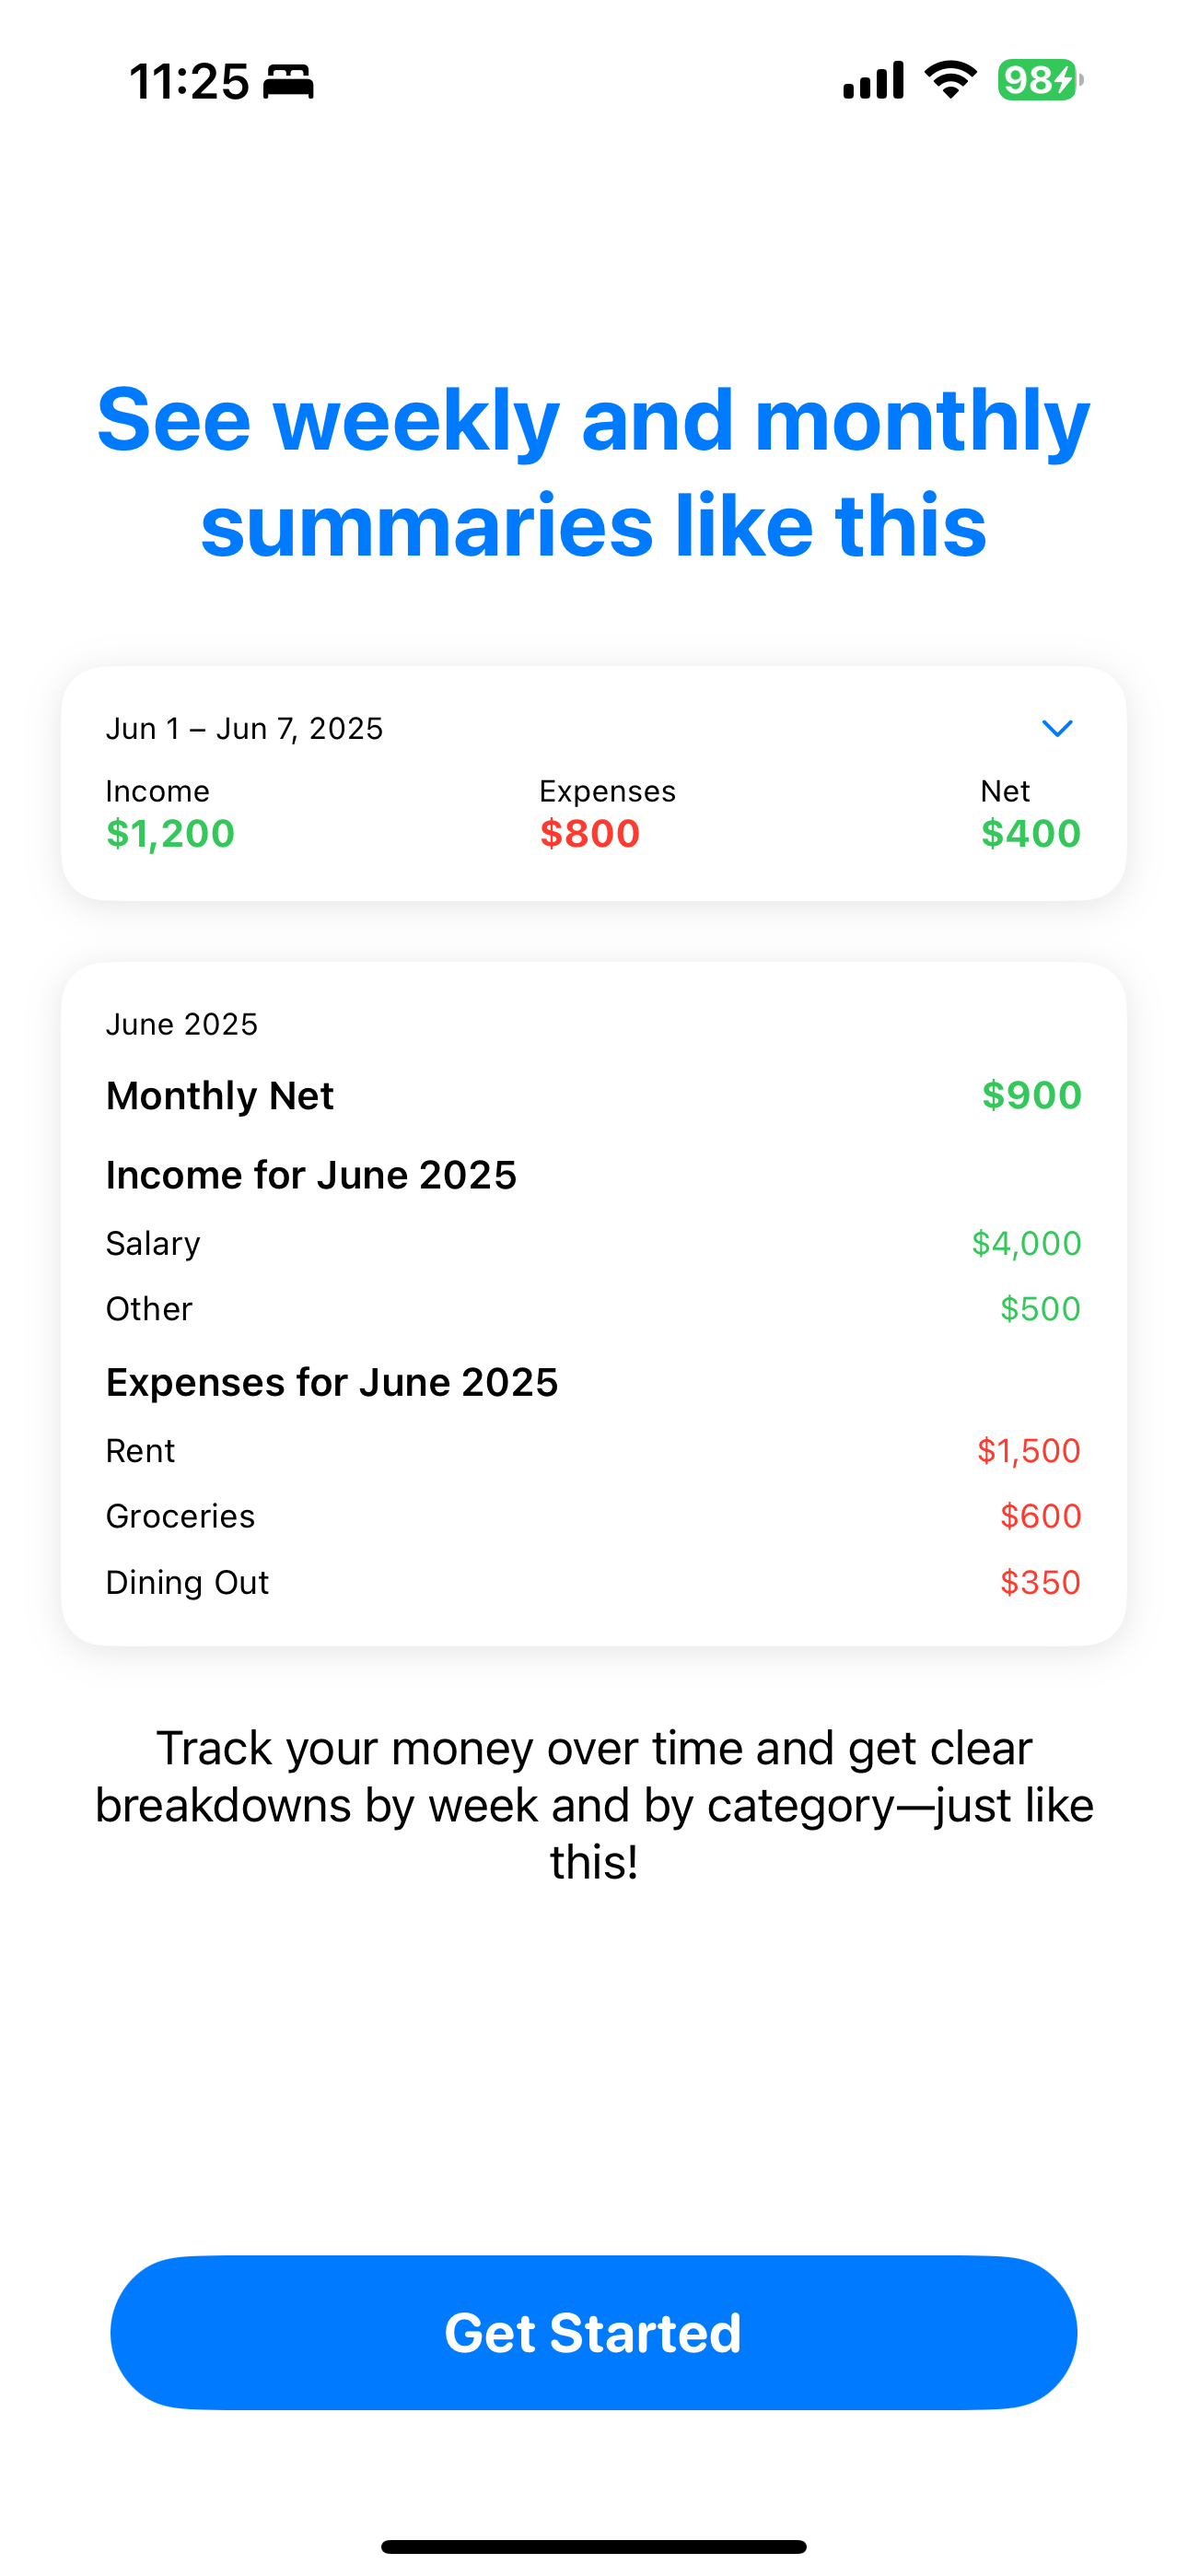 11:25
98
See weekly and monthly
summaries like this
Jun 1 – Jun 7, 2025
Income Expenses Net
$1,200 $800 $400
June 2025
Monthly Net $900
Income for June 2025
Salary $4,000
Other $500
Expenses for June 2025
Rent $1,500
Groceries $600
Dining Out $350
Track your money over time and get clear
breakdowns by week and by category—just like
this!
Get Started